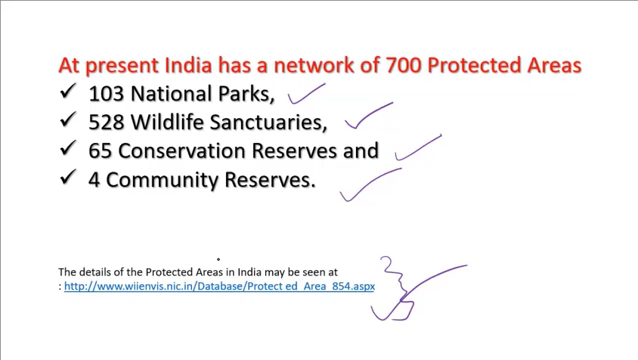 At present India has a network of 700 Protected Areas
✓ 103 National Parks,
✓ 528 Wildlife Sanctuaries,
✓ 65 Conservation Reserves and
✓ 4 Community Reserves.
The details of the Protected Areas in India may be seen at
: http://www.wiienvis.nic.in/Database/Protect ed_Area_854.aspx